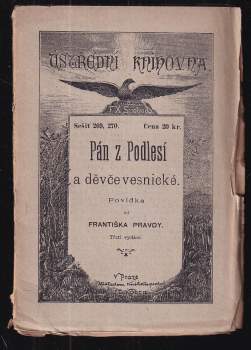 ÚSTŘEDNÍ KNIHOVNA
Sešit 269, 270. Cena 20 kr.
Pán z Podlesí
a děvče vesnické.
Povídka
od
FRANTIŠKA PRAVDY.
Třetí vydání.
V Praze